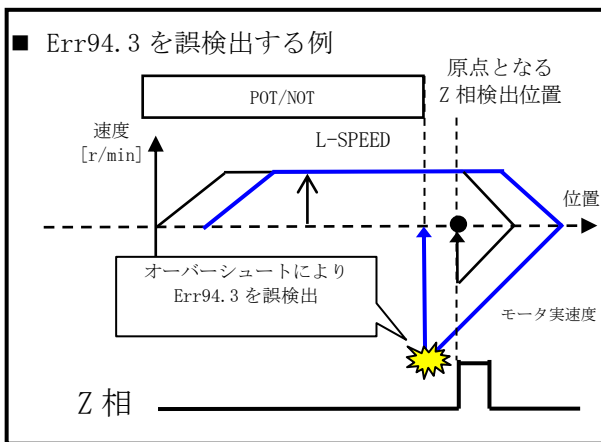 ■ Err94.3 を誤検出する例
原点となる
Z 相検出位置
POT/NOT
速度
[r/min]
L-SPEED
位置
オーバーシュートにより
Err94.3 を誤検出
モータ実速度
Z 相